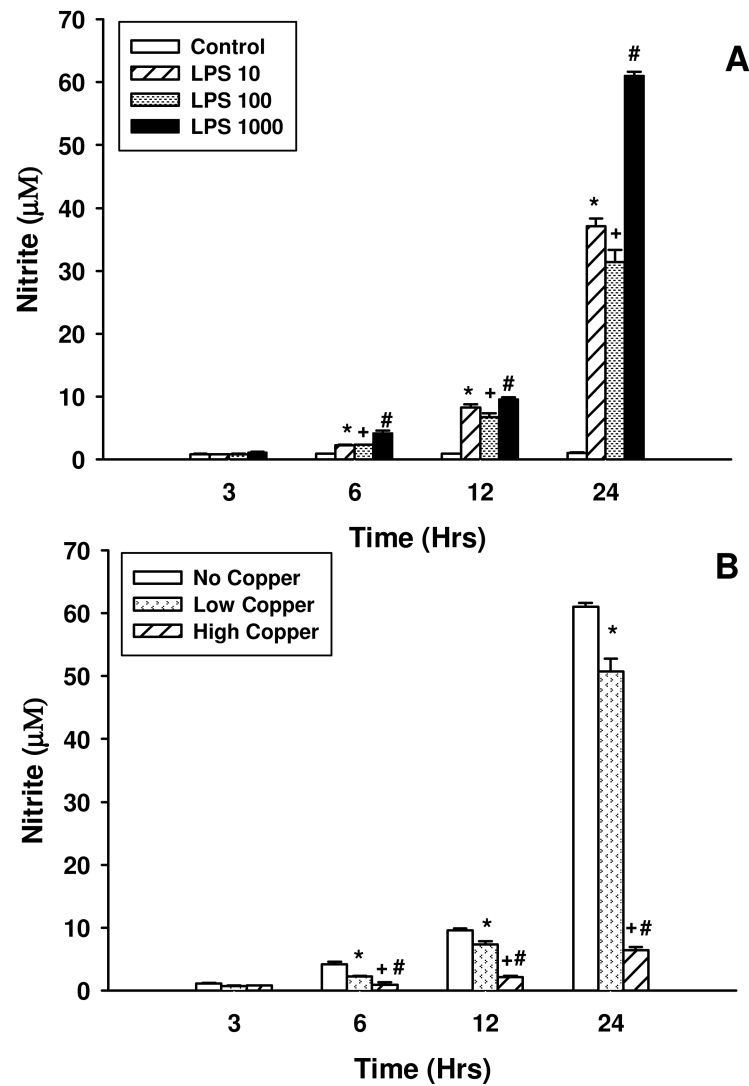 A
Control
LPS 10
LPS 100
LPS 1000
Nitrite (μM)
70
60
50
40
30
20
10
0
* + #
* + #
* + #
3 6 12 24
Time (Hrs)
B
No Copper
Low Copper
High Copper
Nitrite (μM)
70
60
50
40
30
20
10
0
* + #
* + #
* + #
3 6 12 24
Time (Hrs)